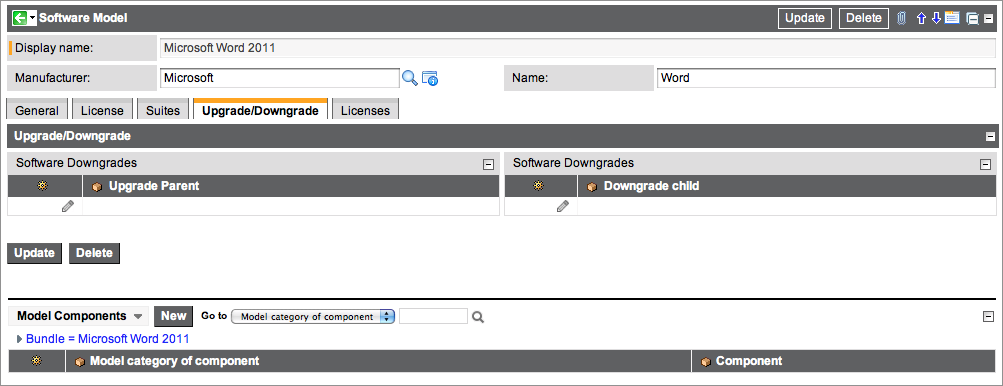 Software Model Update Delete
Display name: Microsoft Word 2011
Manufacturer: Microsoft Name: Word
General License Suites Upgrade/Downgrade Licenses
Upgrade/Downgrade
Software Downgrades Software Downgrades
Upgrade Parent Downgrade child
Update Delete
Model Components New Go to Model category of component
Bundle = Microsoft Word 2011
Model category of component Component